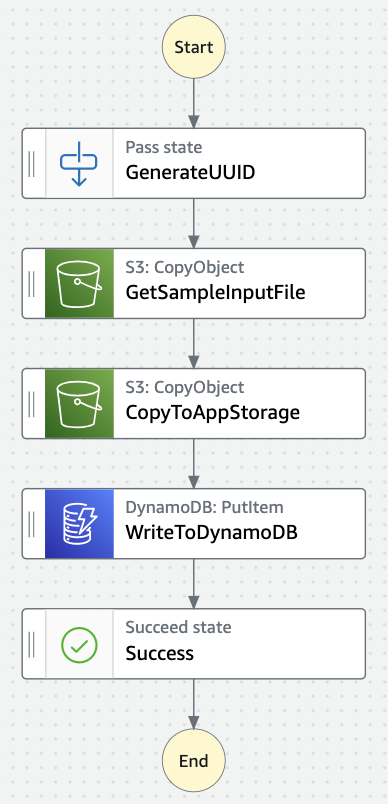 Start
Pass state
GenerateUUID
S3: CopyObject
GetSampleInputFile
S3: CopyObject
CopyToAppStorage
DynamoDB: PutItem
WriteToDynamoDB
Succeed state
Success
End